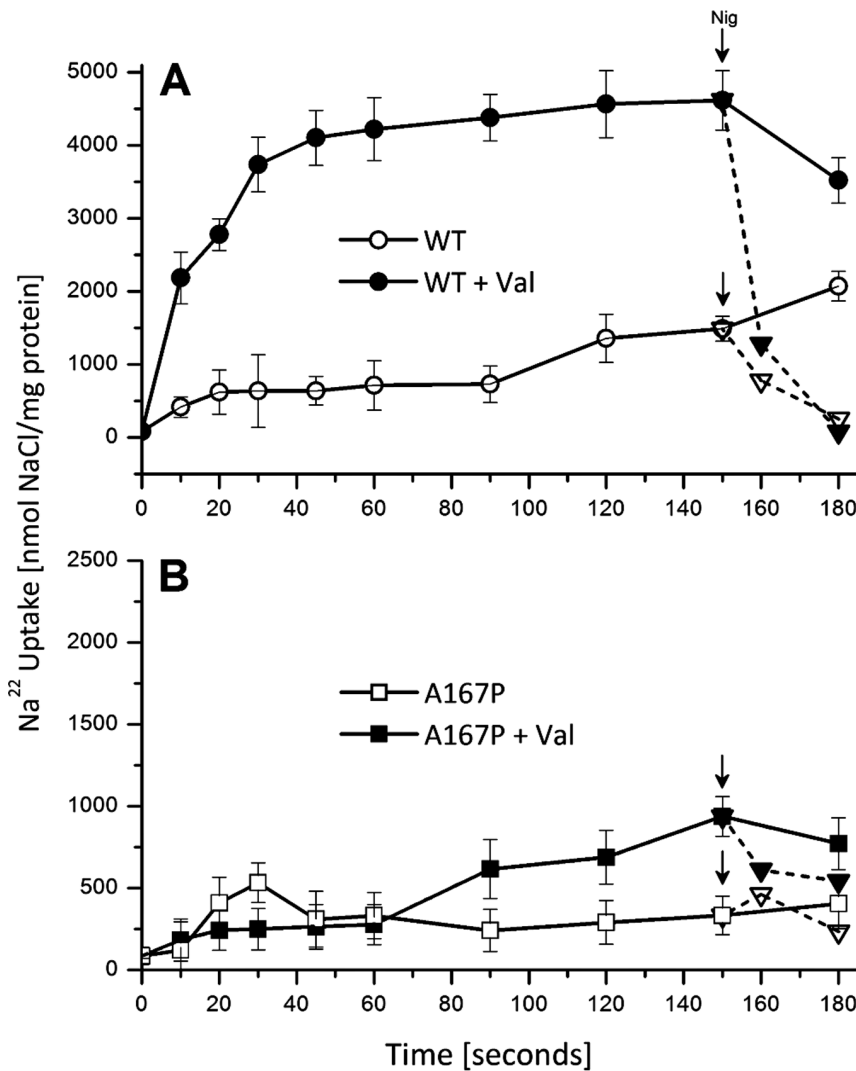 Nig
A
5000
4000
3000
2000
1000
0
WT
WT + Val
0 20 40 60 80 100 120 140 160 180
Na²² Uptake [nmol NaCl/mg protein]
B
2500
2000
1500
1000
500
0
A167P
A167P + Val
0 20 40 60 80 100 120 140 160 180
Time [seconds]